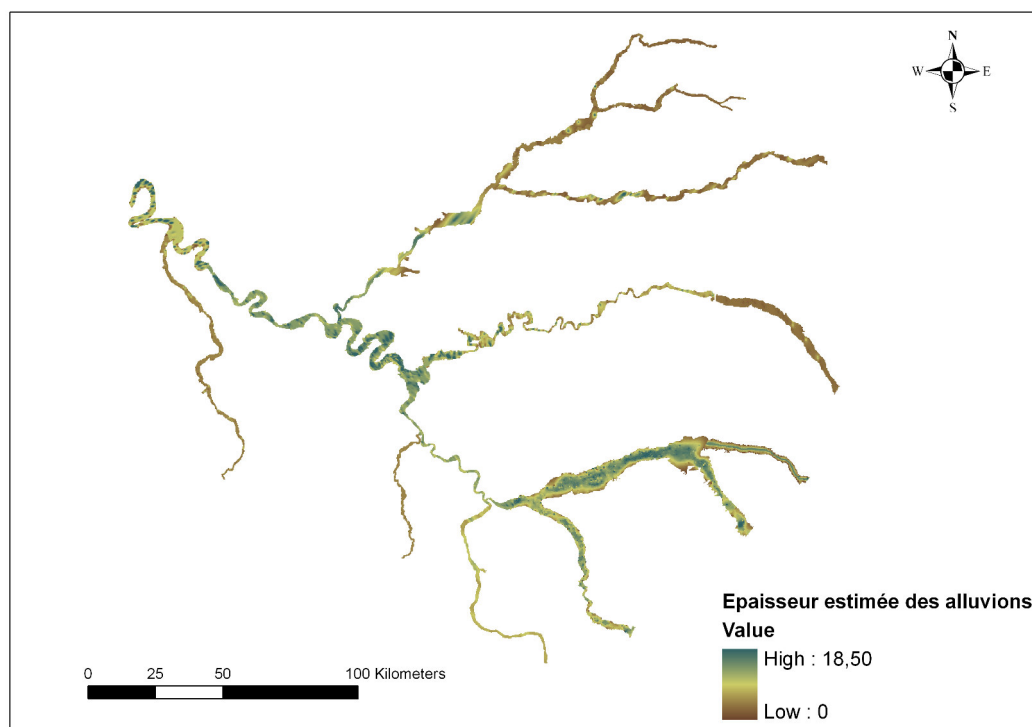 N
W E
S
Epaisseur estimée des alluvions
Value
High : 18,50
Low : 0
0 25 50 100 Kilometers